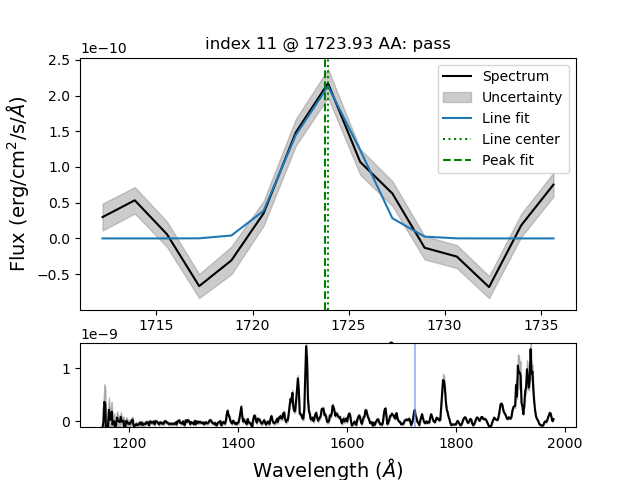 index 11 @ 1723.93 AA: pass
1e−10
2.5
2.0
1.5
1.0
0.5
0.0
−0.5
Flux (erg/cm²/s/Å)
Spectrum
Uncertainty
Line fit
Line center
Peak fit
1715 1720 1725 1730 1735
1e−9
1
0
1200 1400 1600 1800 2000
Wavelength (Å)